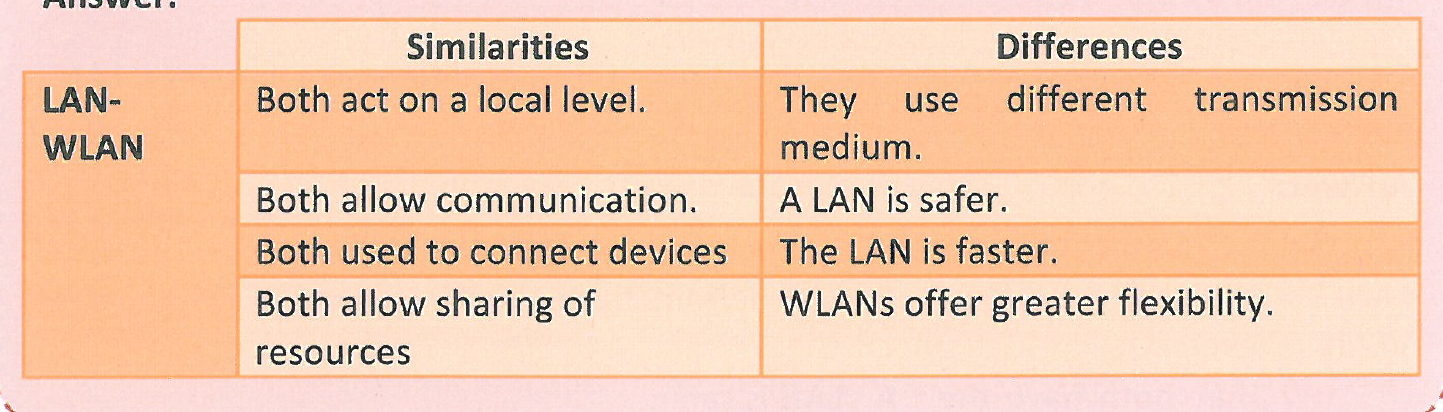 Answer:
Similarities Differences
LAN- Both act on a local level. They use different transmission
WLAN medium.
Both allow communication. A LAN is safer.
Both used to connect devices The LAN is faster.
Both allow sharing of WLANs offer greater flexibility.
resources